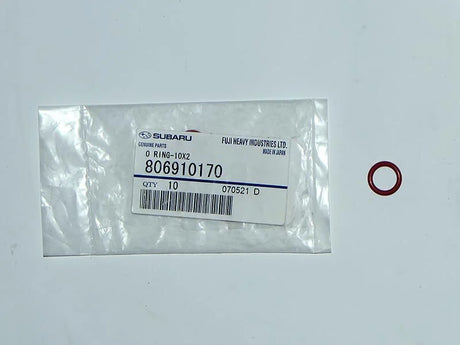 SUBARU FUJI HEAVY INDUSTRIES LTD.
GENUINE PARTS MADE IN JAPAN
O RING-10X2
806910170
QTY 10 070521 D